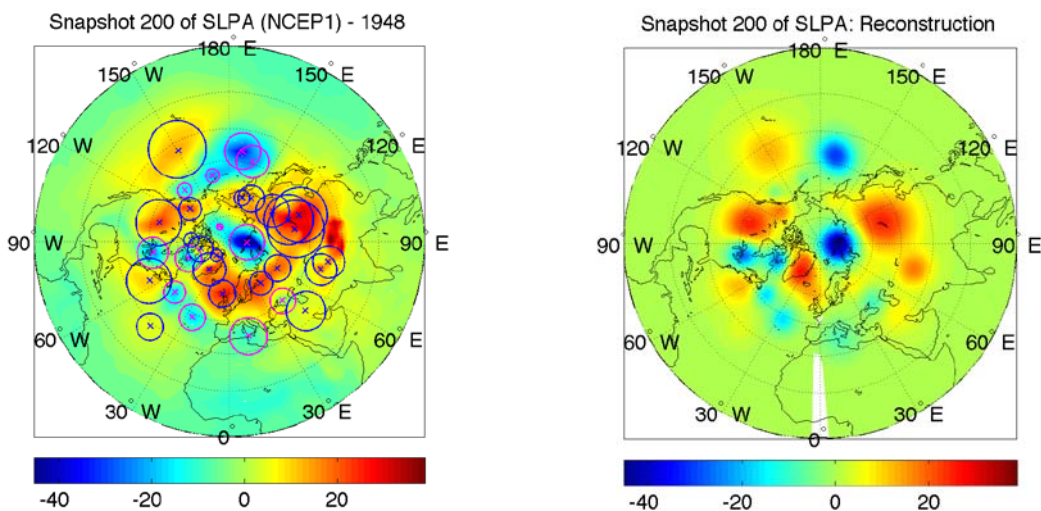 Snapshot 200 of SLPA (NCEP1) - 1948
180° E
150° W
150° E
120° W
120° E
90° W
90° E
60° W
60° E
30° W
30° E
0°
-40 -20 0 20
Snapshot 200 of SLPA: Reconstruction
180° E
150° W
150° E
120° W
120° E
90° W
90° E
60° W
60° E
30° W
30° E
0°
-40 -20 0 20